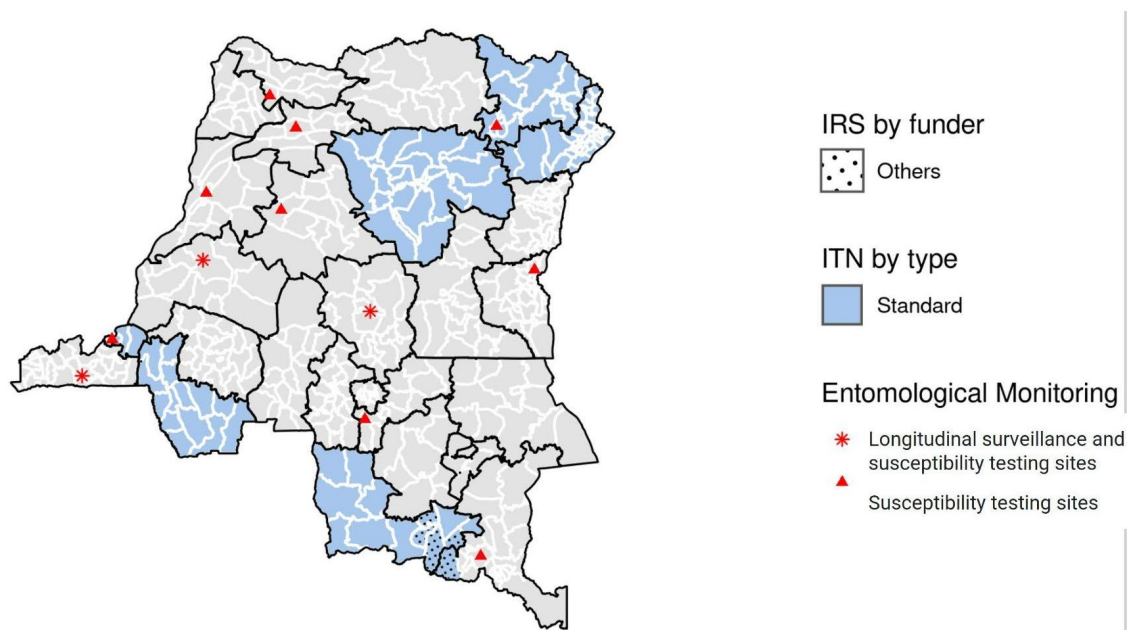 IRS by funder
Others
ITN by type
Standard
Entomological Monitoring
Longitudinal surveillance and
susceptibility testing sites
Susceptibility testing sites